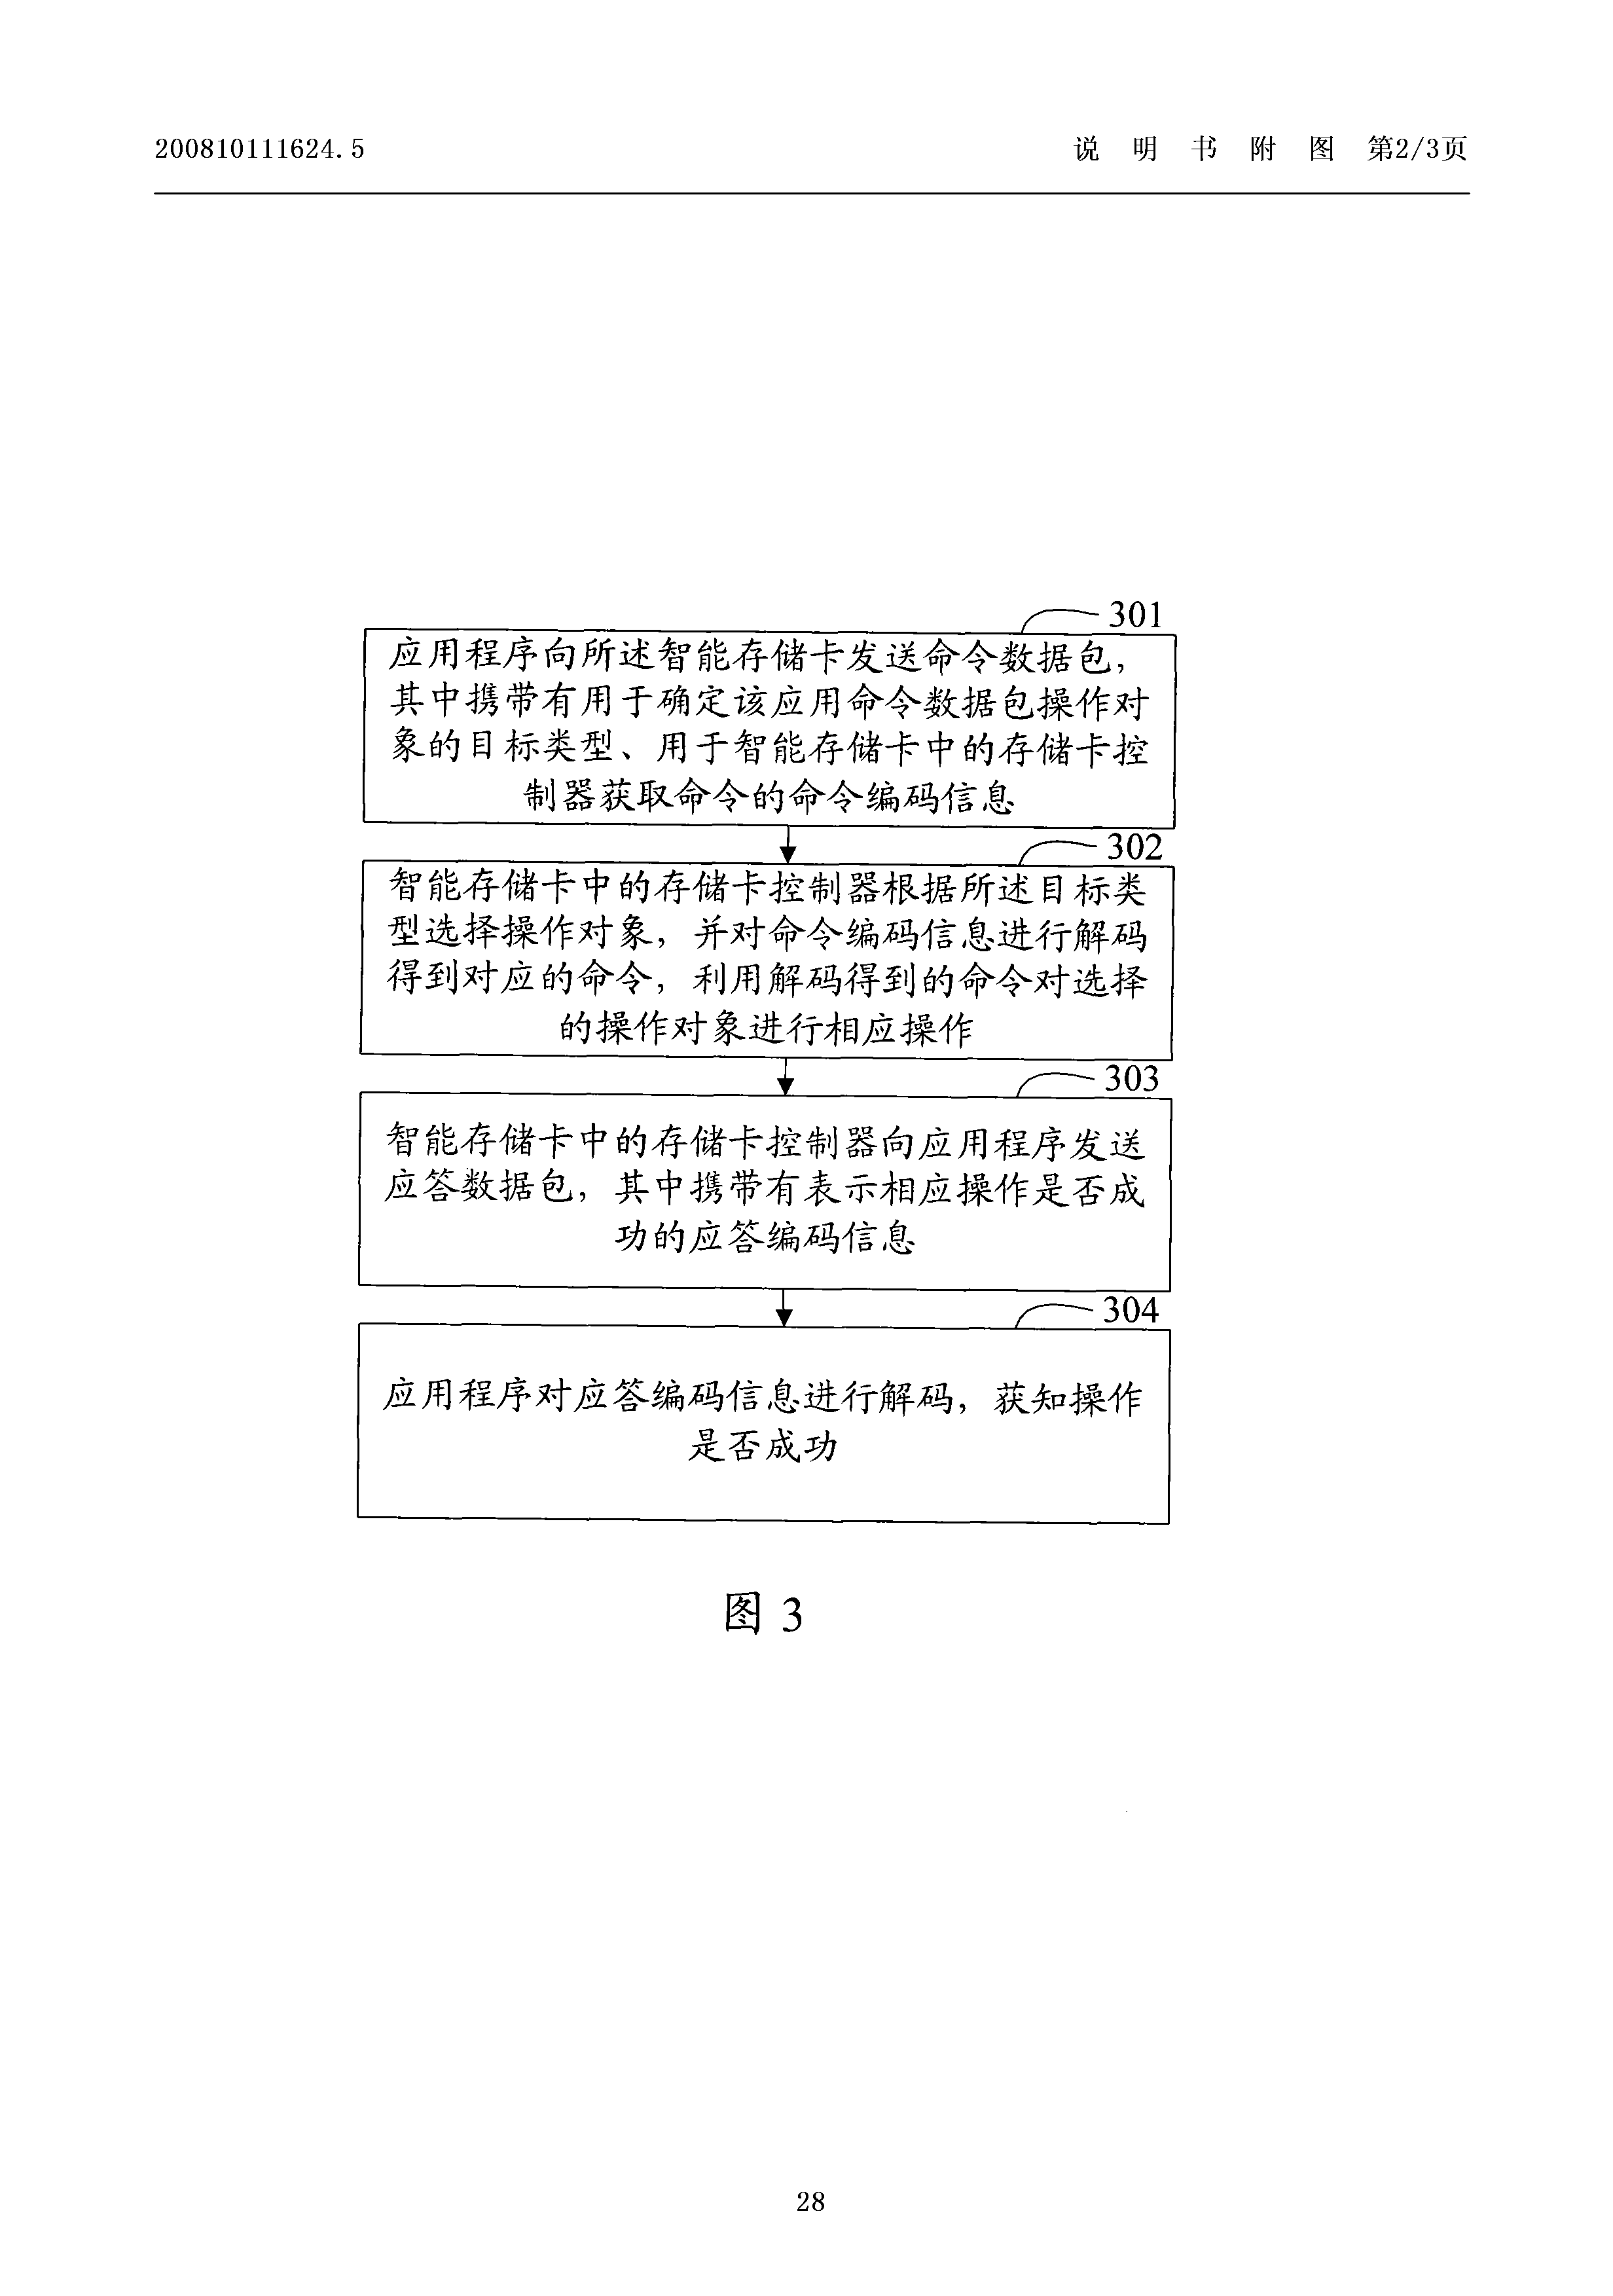 200810111624.5
说 明 书 附 图 第2/3页
301
应用程序向所述智能存储卡发送命令数据包，
其中携带有用于确定该应用命令数据包操作对
象的目标类型、用于智能存储卡中的存储卡控
制器获取命令的命令编码信息
302
智能存储卡中的存储卡控制器根据所述目标类
型选择操作对象，并对命令编码信息进行解码
得到对应的命令，利用解码得到的命令对选择
的操作对象进行相应操作
303
智能存储卡中的存储卡控制器向应用程序发送
应答数据包，其中携带有表示相应操作是否成
功的应答编码信息
304
应用程序对应答编码信息进行解码，获知操作
是否成功
图 3
28